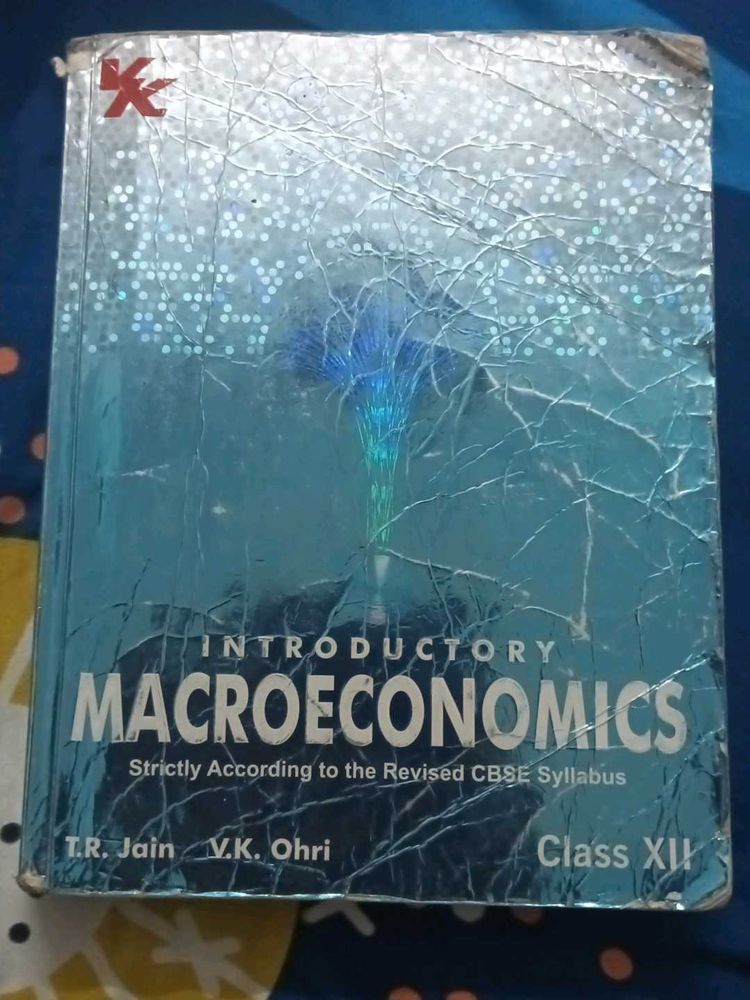 VK
INTRODUCTORY
MACROECONOMICS
Strictly According to the Revised CBSE Syllabus
T.R. Jain V.K. Ohri Class XII